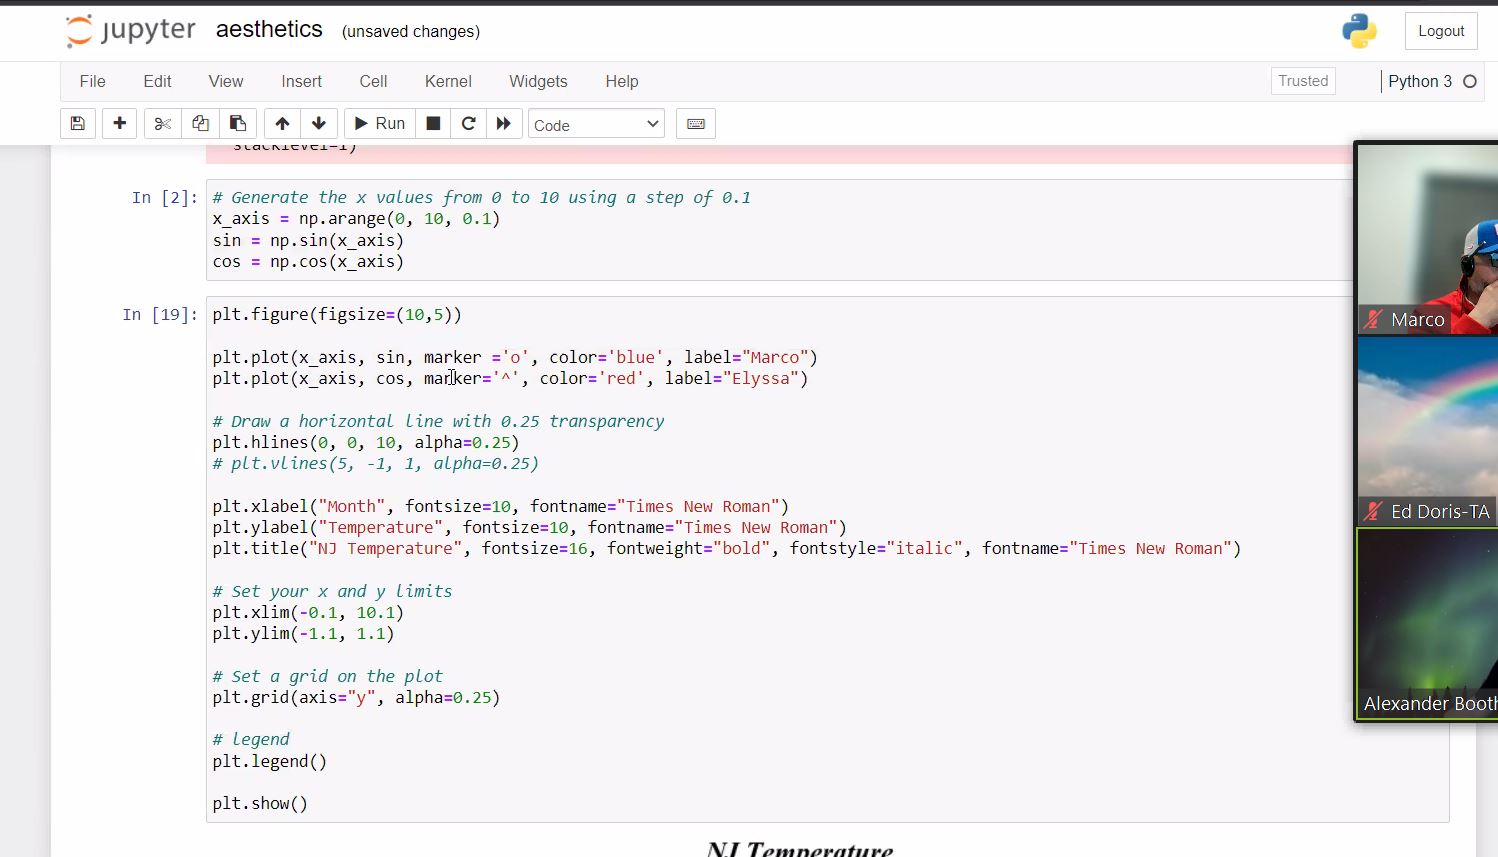 jupyter aesthetics (unsaved changes)
Logout
File Edit View Insert Cell Kernel Widgets Help
Trusted
Python 3
Run
Code
stacklevel=1)
In [2]:
# Generate the x values from 0 to 10 using a step of 0.1
x_axis = np.arange(0, 10, 0.1)
sin = np.sin(x_axis)
cos = np.cos(x_axis)
In [19]:
plt.figure(figsize=(10,5))
plt.plot(x_axis, sin, marker ='o', color='blue', label="Marco")
plt.plot(x_axis, cos, marker='^', color='red', label="Elyssa")
# Draw a horizontal line with 0.25 transparency
plt.hlines(0, 0, 10, alpha=0.25)
# plt.vlines(5, -1, 1, alpha=0.25)
plt.xlabel("Month", fontsize=10, fontname="Times New Roman")
plt.ylabel("Temperature", fontsize=10, fontname="Times New Roman")
plt.title("NJ Temperature", fontsize=16, fontweight="bold", fontstyle="italic", fontname="Times New Roman")
# Set your x and y limits
plt.xlim(-0.1, 10.1)
plt.ylim(-1.1, 1.1)
# Set a grid on the plot
plt.grid(axis="y", alpha=0.25)
# legend
plt.legend()
plt.show()
NJ Temperature
Marco
Ed Doris-TA
Alexander Booth